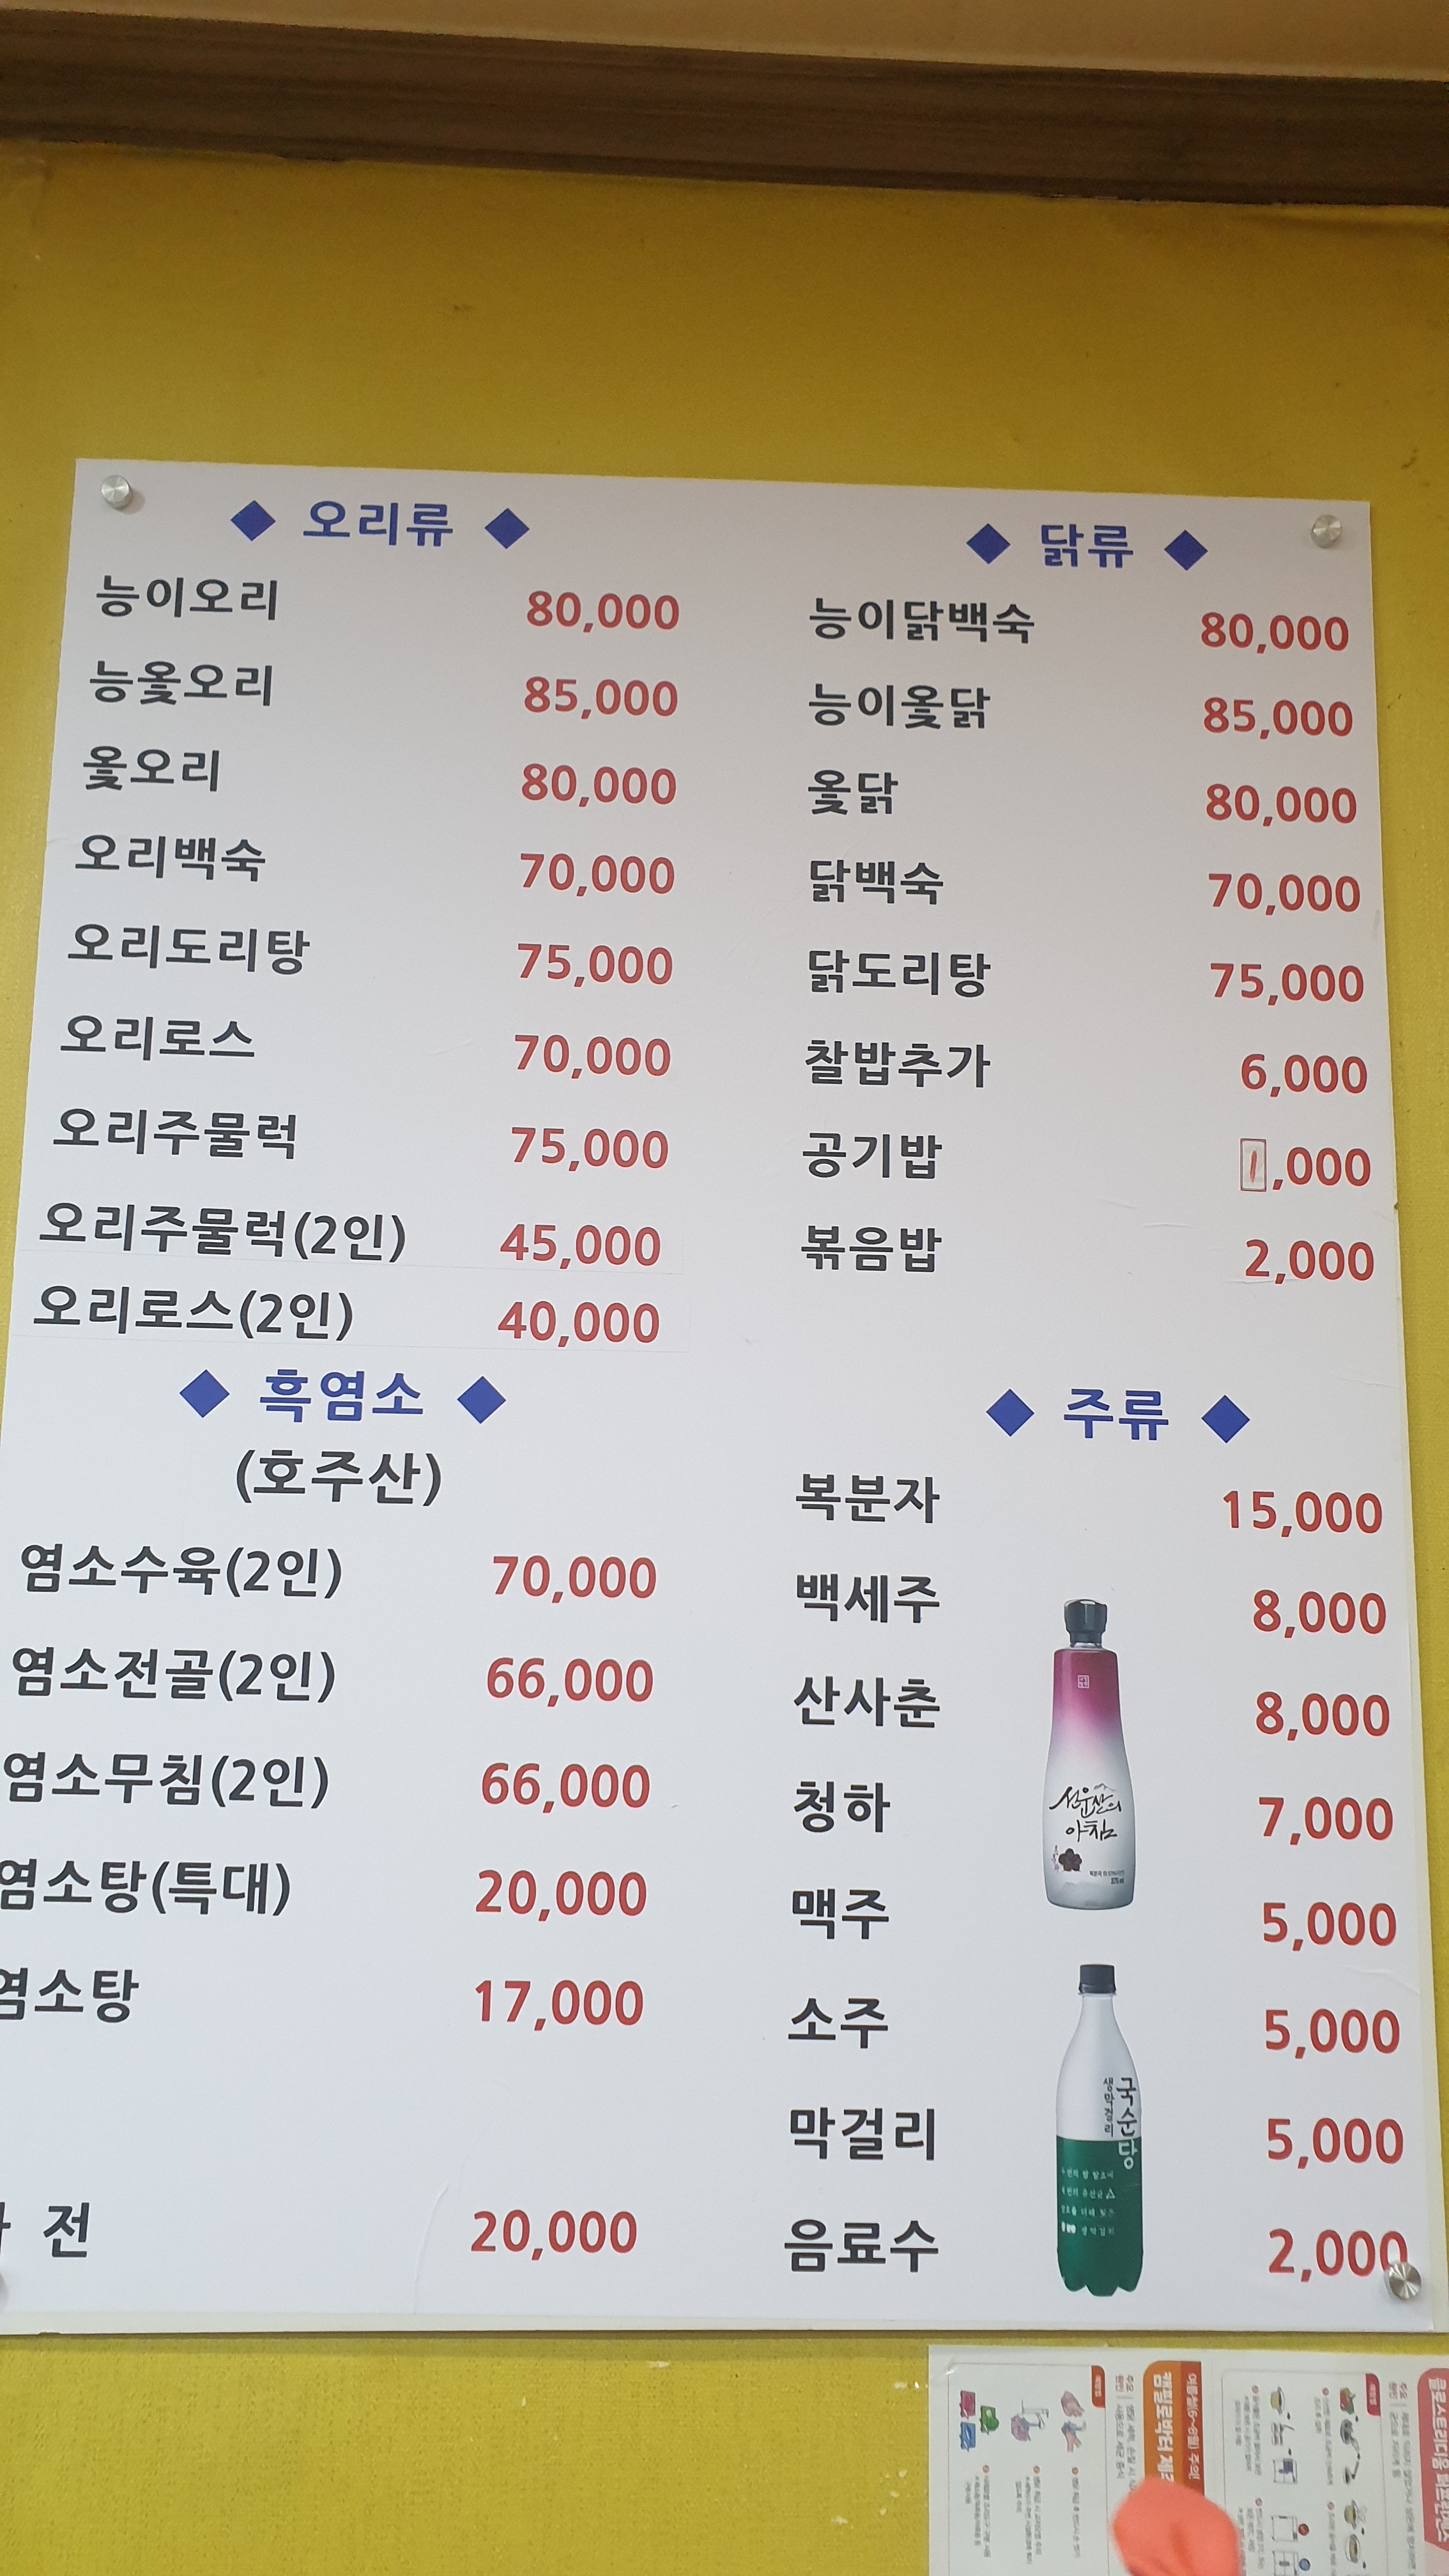 ◆ 오리류 ◆
능이오리 80,000
능옻오리 85,000
옻오리 80,000
오리백숙 70,000
오리도리탕 75,000
오리로스 70,000
오리주물럭 75,000
오리주물럭(2인) 45,000
오리로스(2인) 40,000
◆ 흑염소 ◆
(호주산)
염소수육(2인) 70,000
염소전골(2인) 66,000
염소무침(2인) 66,000
염소탕(특대) 20,000
염소탕 17,000
전 20,000
◆ 닭류 ◆
능이닭백숙 80,000
능이옻닭 85,000
옻닭 80,000
닭백숙 70,000
닭도리탕 75,000
찰밥추가 6,000
공기밥 1,000
볶음밥 2,000
◆ 주류 ◆
복분자 15,000
백세주 8,000
산사춘 8,000
청하 7,000
맥주 5,000
소주 5,000
막걸리 5,000
음료수 2,000
선운산의
아침
국순당
생막걸리